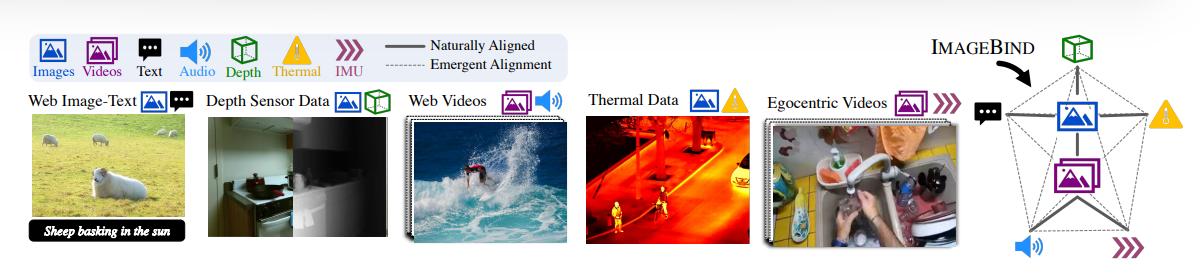 Naturally Aligned
Emergent Alignment
Images Videos Text Audio Depth Thermal IMU
IMAGEBIND
Web Image-Text
Depth Sensor Data
Web Videos
Thermal Data
Egocentric Videos
Sheep basking in the sun